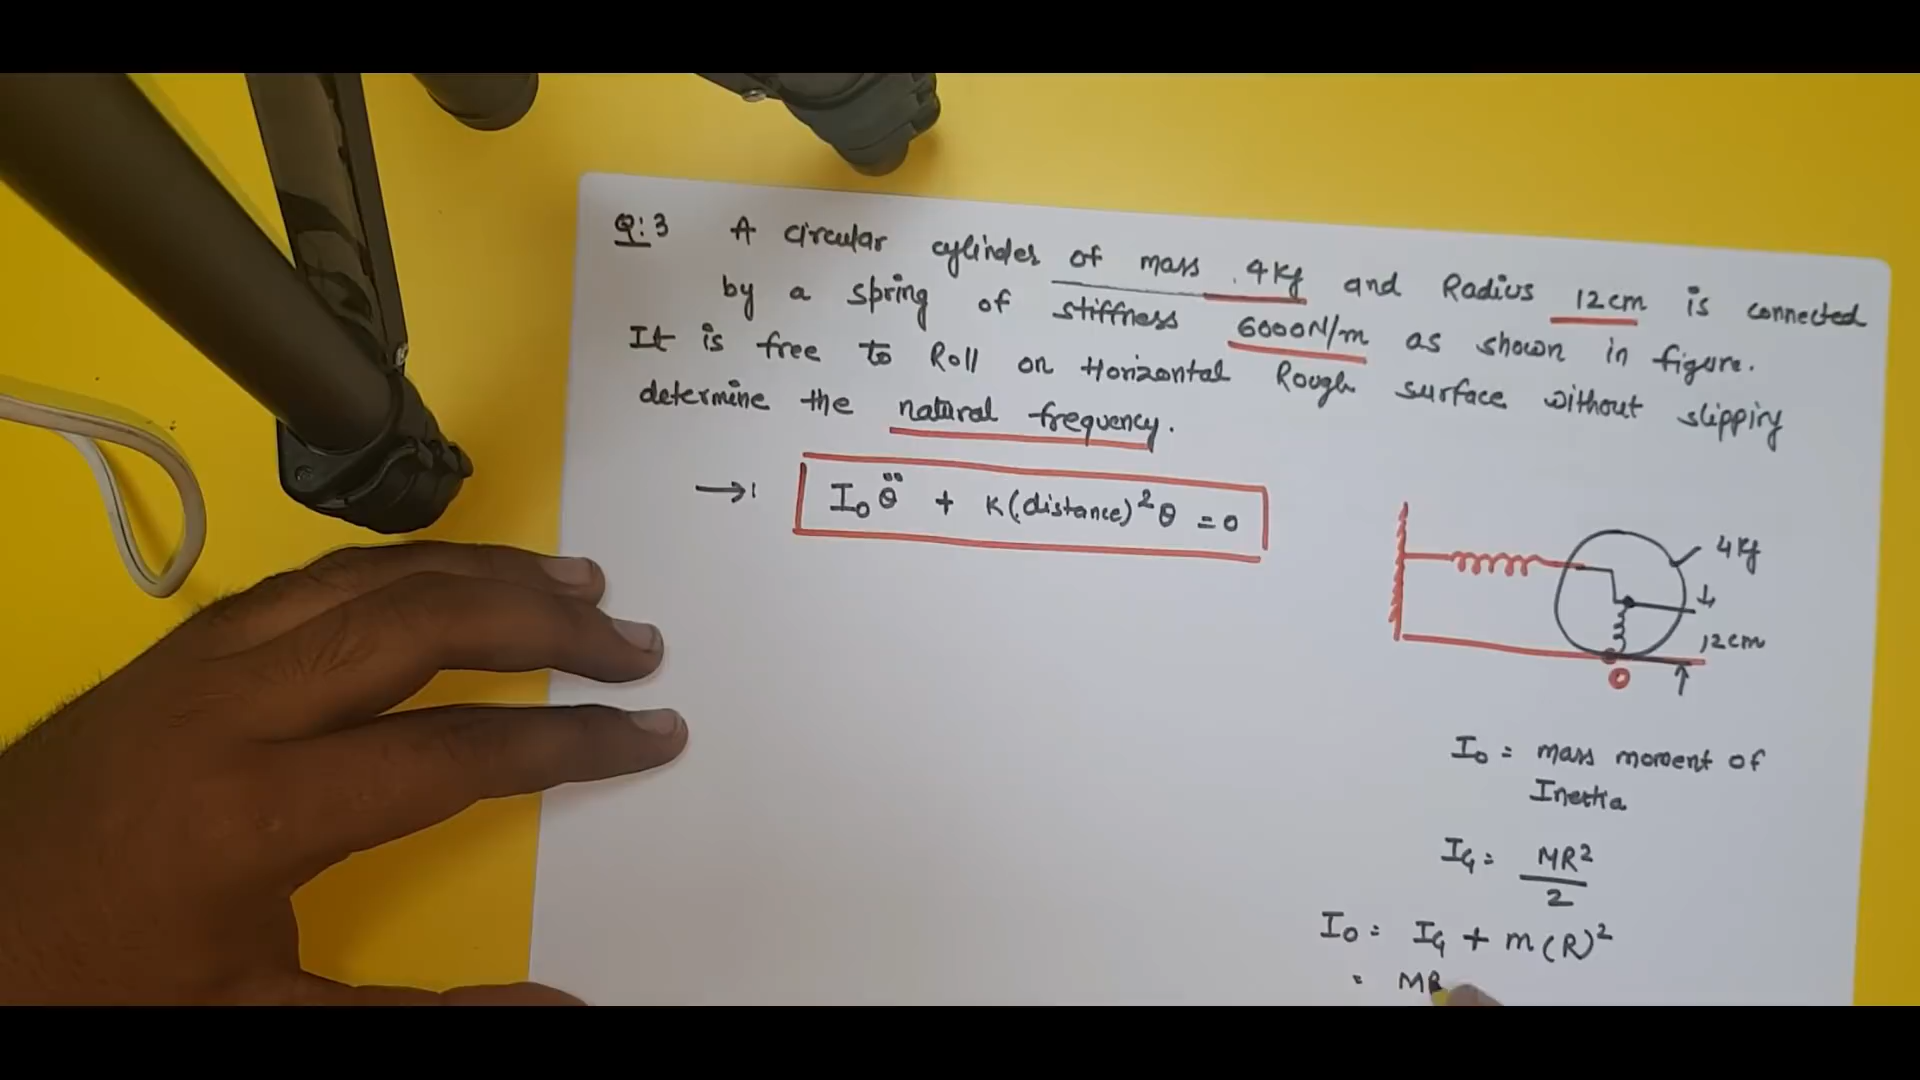 Q:3 A circular cylinder of mass 4Kg and Radius 12cm is connected
by a spring of stiffness 6000N/m as shown in figure.
It is free to Roll on Horizontal Rough surface without slipping
determine the natural frequency.
→ I₀θ̈ + K(distance)²θ = 0
4Kg
12cm
O
I₀ = mass moment of
Inertia
I_G = MR²/2
I₀ = I_G + m(R)²
= MR